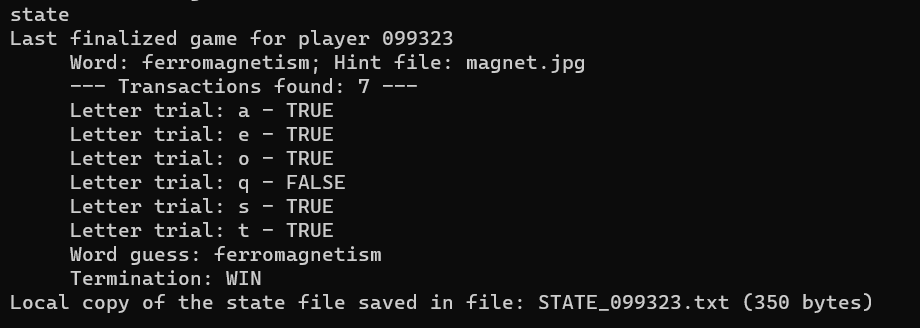 state
Last finalized game for player 099323
Word: ferromagnetism; Hint file: magnet.jpg
--- Transactions found: 7 ---
Letter trial: a - TRUE
Letter trial: e - TRUE
Letter trial: o - TRUE
Letter trial: q - FALSE
Letter trial: s - TRUE
Letter trial: t - TRUE
Word guess: ferromagnetism
Termination: WIN
Local copy of the state file saved in file: STATE_099323.txt (350 bytes)